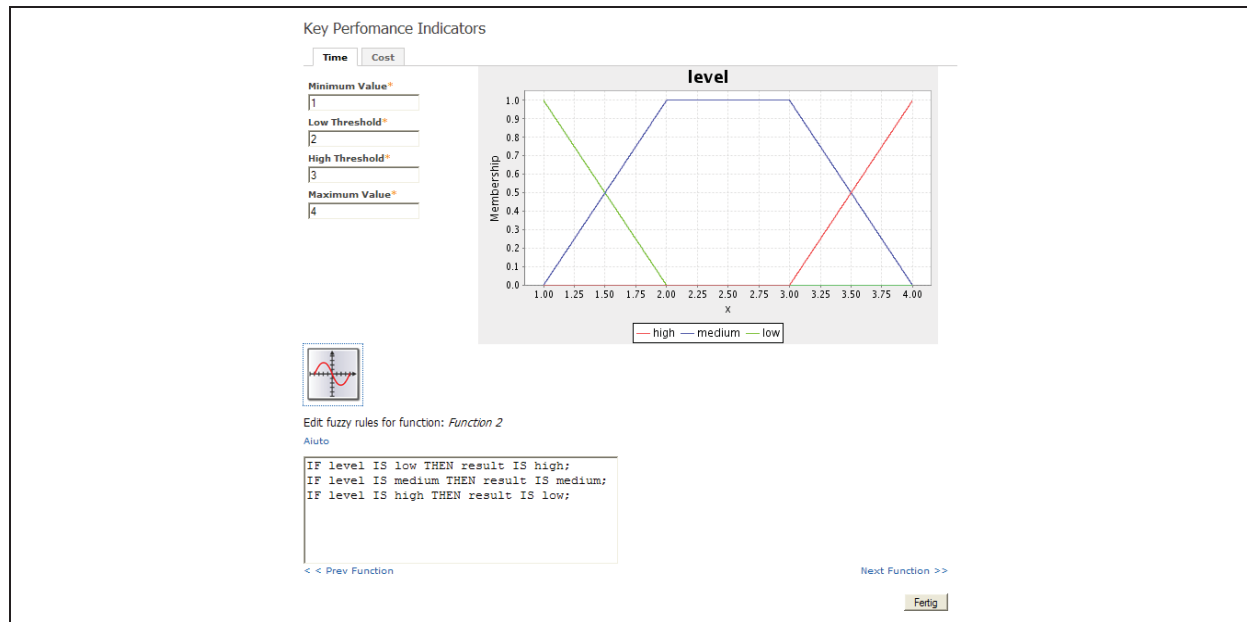 Key Perfomance Indicators
Time Cost
Minimum Value*
1
Low Threshold*
2
High Threshold*
3
Maximum Value*
4
level
Membership
1.0
0.9
0.8
0.7
0.6
0.5
0.4
0.3
0.2
0.1
0.0
1.00 1.25 1.50 1.75 2.00 2.25 2.50 2.75 3.00 3.25 3.50 3.75 4.00
x
high medium low
Edit fuzzy rules for function: Function 2
Aiuto
IF level IS low THEN result IS high;
IF level IS medium THEN result IS medium;
IF level IS high THEN result IS low;
< < Prev Function Next Function >>
Fertig